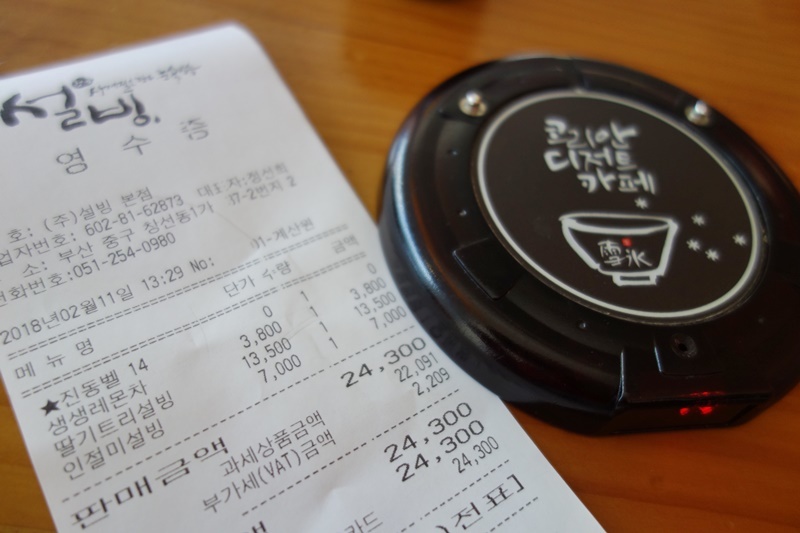 설빙.
영수증
호: (주)설빙 본점 대표자:정선희
업자번호: 602-81-62873 37-2번지 2
소: 부산 중구 창선동1가
전화번호:051-254-0980
2018년02월11일 13:29 No: 01-계산원
메 뉴 명 단가 수량 금액
★진동벨 14 0 1 0
생생레몬차 3,800 1 3,800
딸기트리설빙 13,500 1 13,500
인절미설빙 7,000 1 7,000
판매금액 24,300
과세상품금액 22,091
부가세(VAT)금액 2,209
24,300
24,300
카드 24,300
전표]
코리안
디저트
카페
雪氷